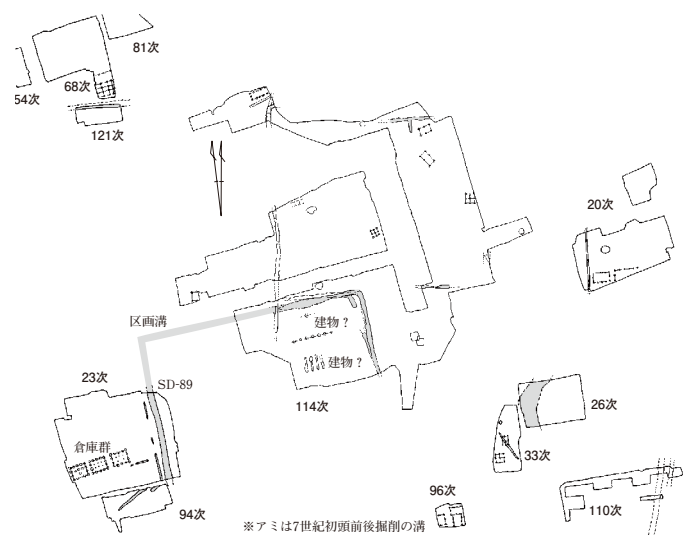 81次
68次
54次
121次
20次
区画溝
建物？
建物？
23次
SD-89
114次
倉庫群
26次
33次
96次
110次
94次
※アミは7世紀初頭前後掘削の溝